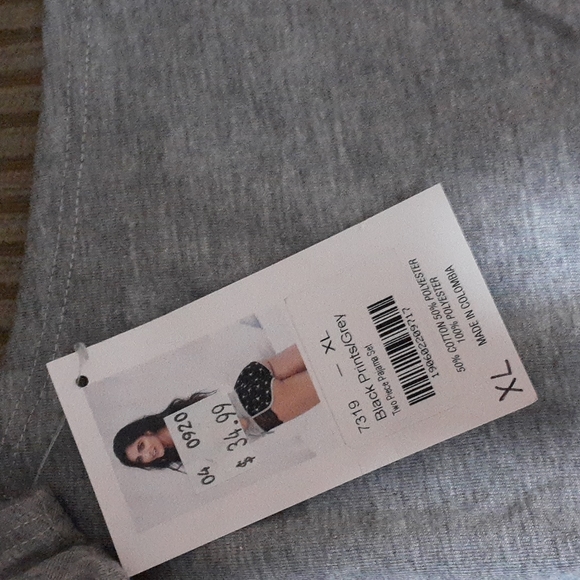 04 0920
$ 34.99
7319 – XL
Black Prints/Grey
Two Piece Pajama Set
190602209717
50% COTTON 50% POLYESTER
100% POLYESTER
MADE IN COLOMBIA
XL